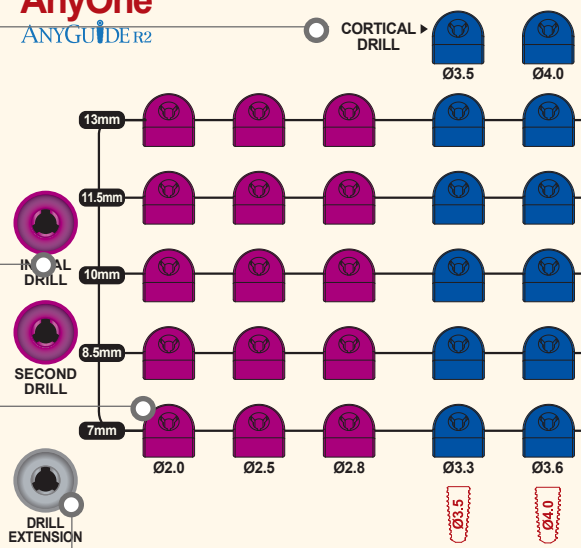 AnyOne
ANYGUIDE R2
CORTICAL
DRILL
Ø3.5 Ø4.0
13mm
11.5mm
10mm
INITIAL
DRILL
8.5mm
SECOND
DRILL
7mm
Ø2.0 Ø2.5 Ø2.8 Ø3.3 Ø3.6
Ø3.5 Ø4.0
DRILL
EXTENSION